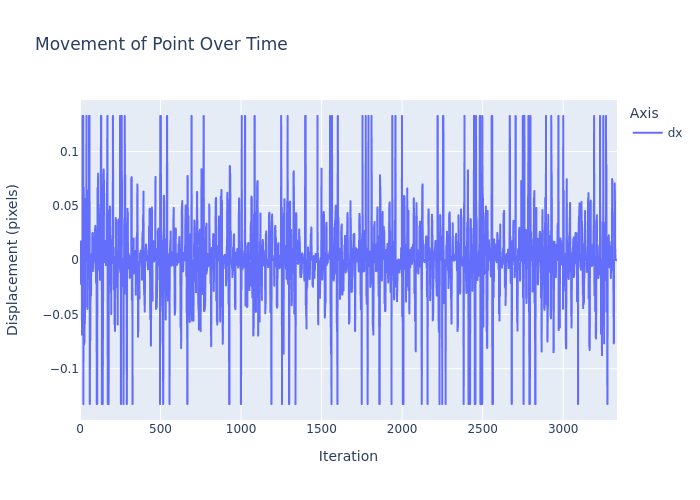 Movement of Point Over Time
Axis
dx
0.1
0.05
0
−0.05
−0.1
Displacement (pixels)
0
500
1000
1500
2000
2500
3000
Iteration